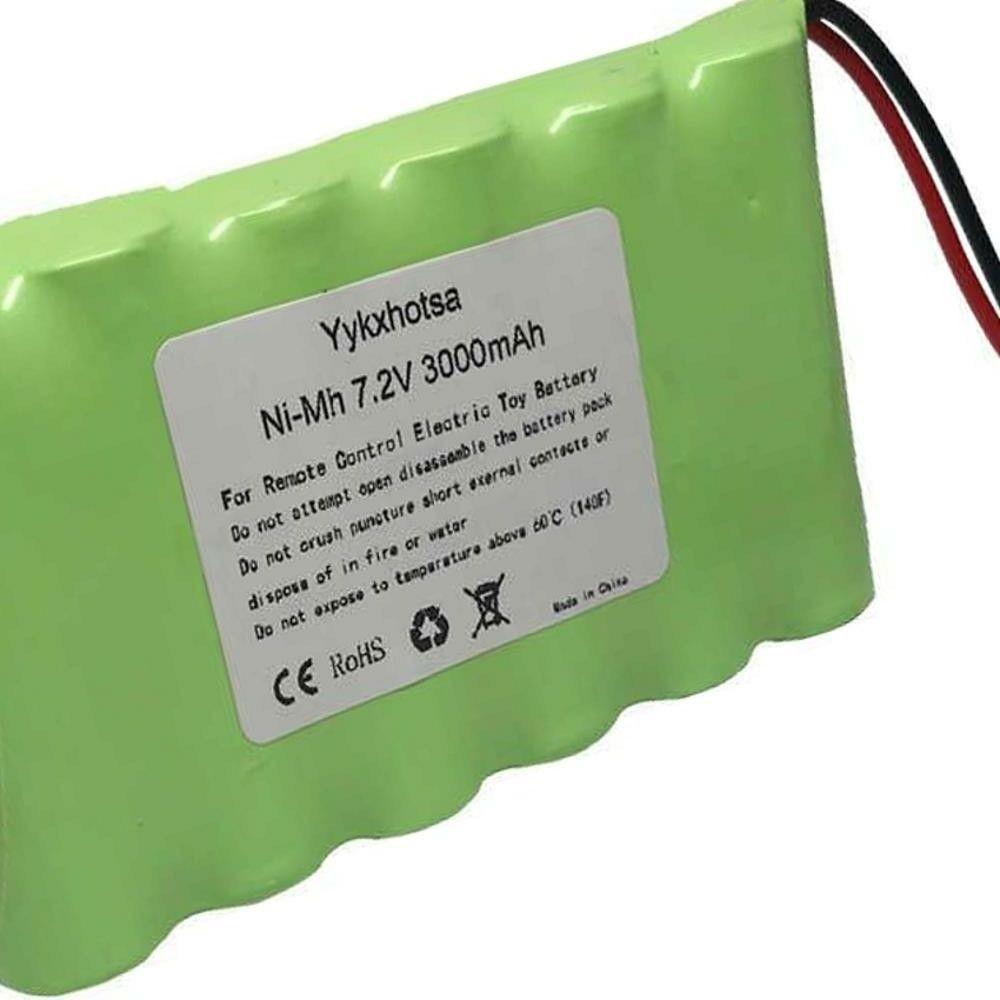 Yykxhotsa
Ni-Mh 7.2V 3000mAh
For Remote Control Electric Toy Battery
Do not attempt open disassemble the battery pack
Do not crush puncture short exernal contacts or
dispose of in fire or water
Do not expose to temperature above 60℃ (140F)
CE RoHS
Made in China